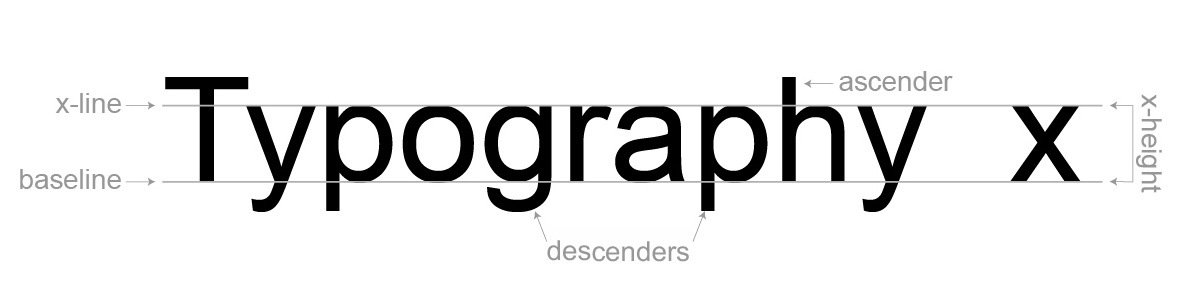 ascender
x-line
Typography x
x-height
baseline
descenders